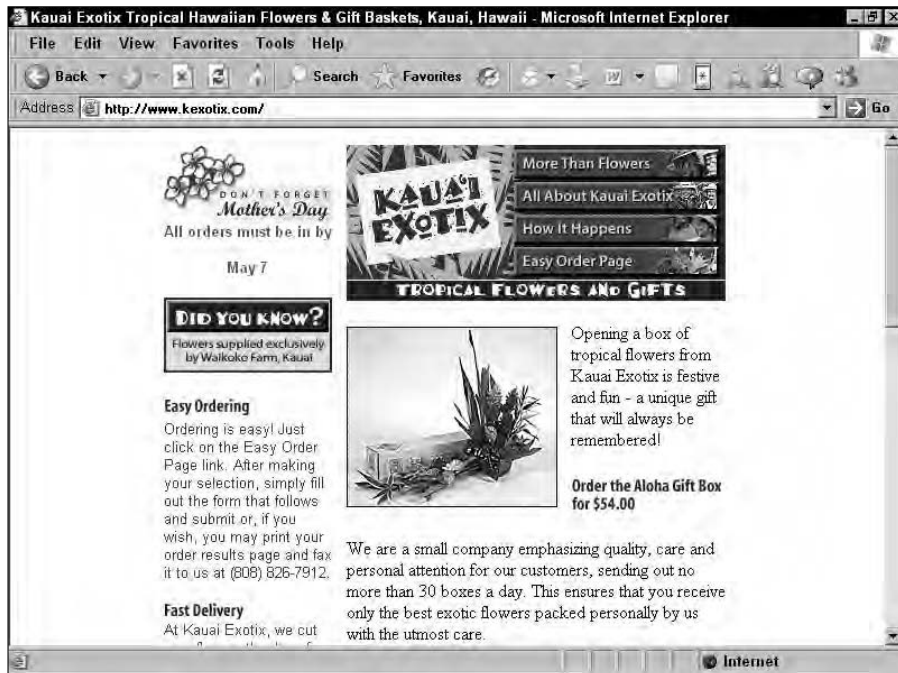 Kauai Exotix Tropical Hawaiian Flowers & Gift Baskets, Kauai, Hawaii - Microsoft Internet Explorer
File Edit View Favorites Tools Help
Back Search Favorites
Address http://www.kexotix.com/ Go
DON'T FORGET
Mother's Day
All orders must be in by
May 7
DID YOU KNOW?
Flowers supplied exclusively
by Waikoko Farm, Kauai
Easy Ordering
Ordering is easy! Just
click on the Easy Order
Page link. After making
your selection, simply fill
out the form that follows
and submit or, if you
wish, you may print your
order results page and fax
it to us at (808) 826-7912.
Fast Delivery
At Kauai Exotix, we cut
KAUA'I
EXOTIX
More Than Flowers
All About Kauai Exotix
How It Happens
Easy Order Page
TROPICAL FLOWERS AND GIFTS
Opening a box of
tropical flowers from
Kauai Exotix is festive
and fun - a unique gift
that will always be
remembered!
Order the Aloha Gift Box
for $54.00
We are a small company emphasizing quality, care and
personal attention for our customers, sending out no
more than 30 boxes a day. This ensures that you receive
only the best exotic flowers packed personally by us
with the utmost care.
Internet